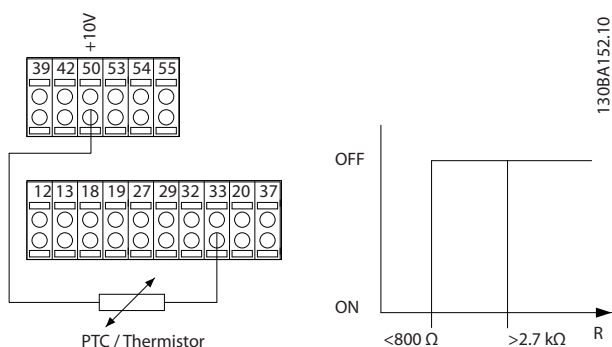 +10V
39 42 50 53 54 55
12 13 18 19 27 29 32 33 20 37
PTC / Thermistor
130BA152.10
OFF
ON
<800 Ω
>2.7 kΩ
R